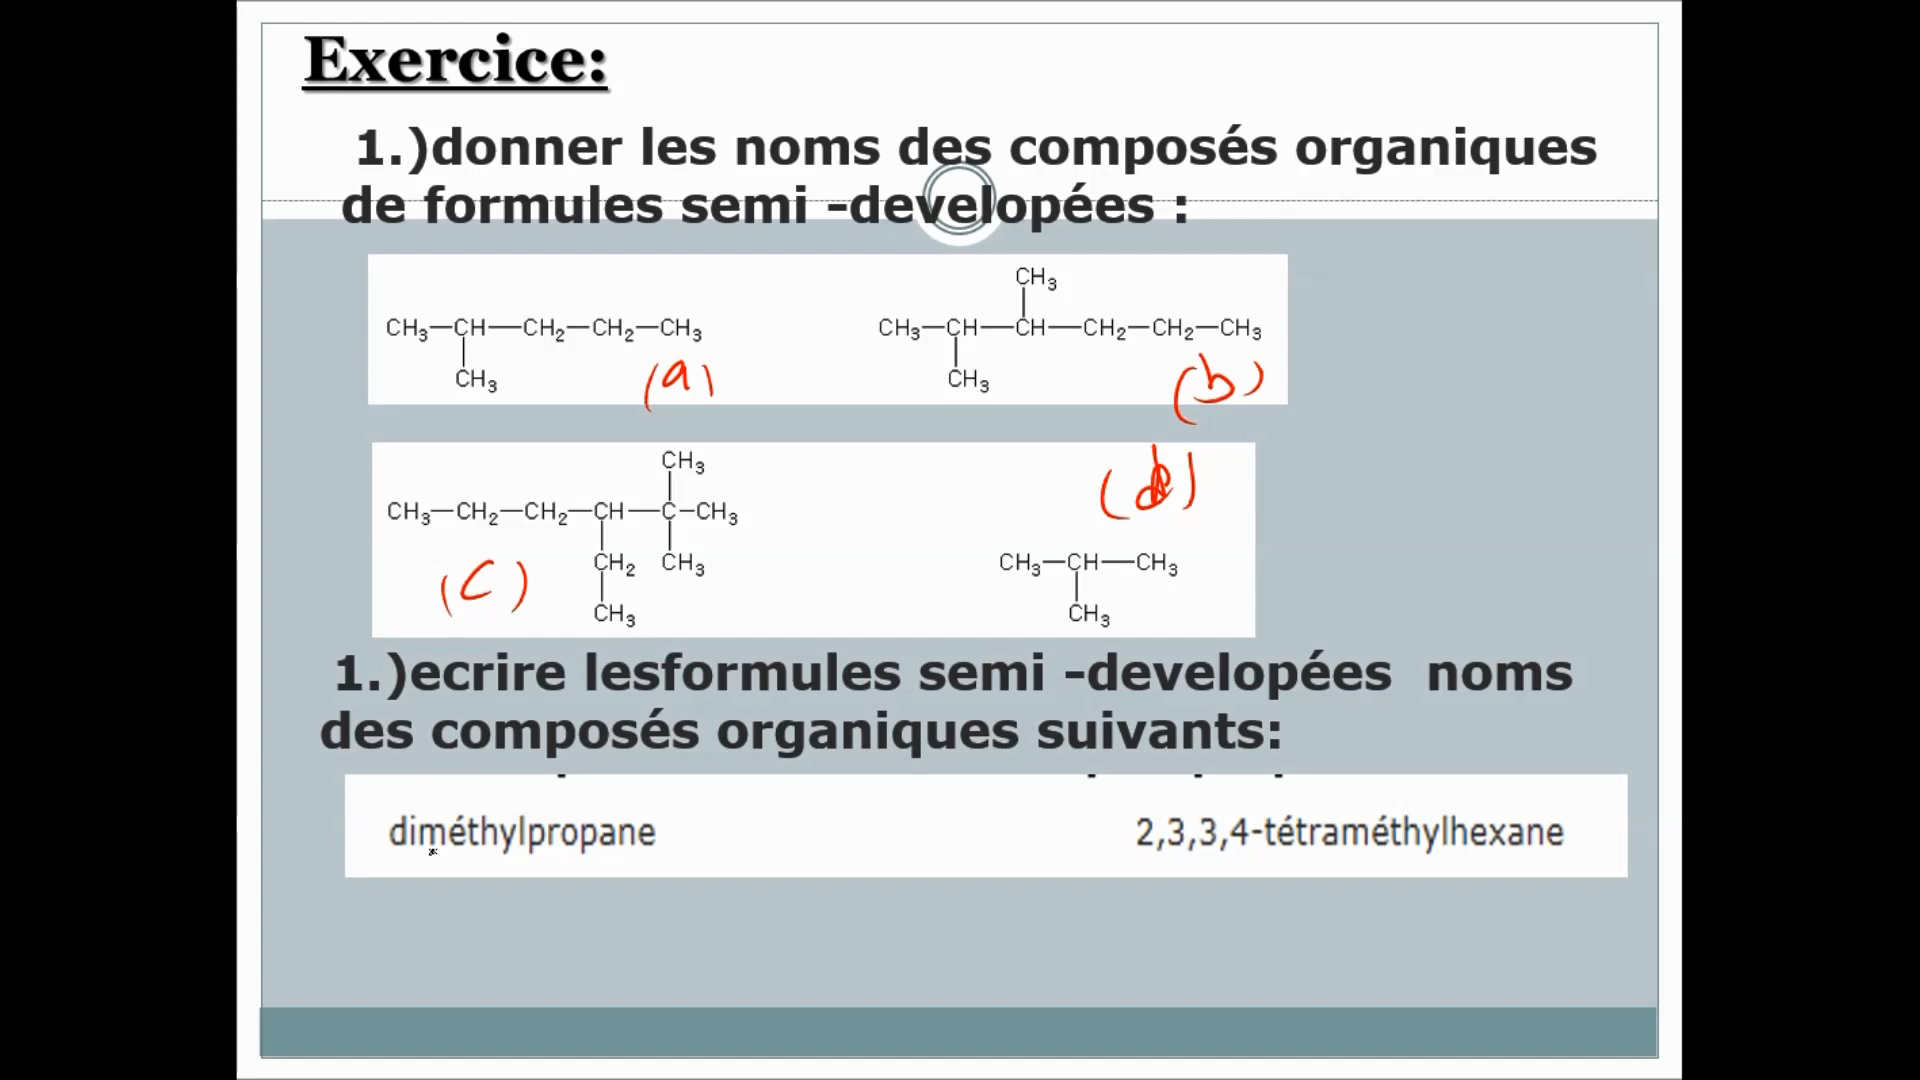 Exercice:
1.)donner les noms des composés organiques
de formules semi -developées :
CH₃
CH₃—CH—CH₂—CH₂—CH₃
CH₃—CH—CH—CH₂—CH₂—CH₃
CH₃
CH₃
(a)
(b)
CH₃
(d)
CH₃—CH₂—CH₂—CH—C—CH₃
CH₂
CH₃
CH₃—CH—CH₃
(c)
CH₃
CH₃
1.)ecrire lesformules semi -developées noms
des composés organiques suivants:
diméthylpropane
2,3,3,4-tétraméthylhexane